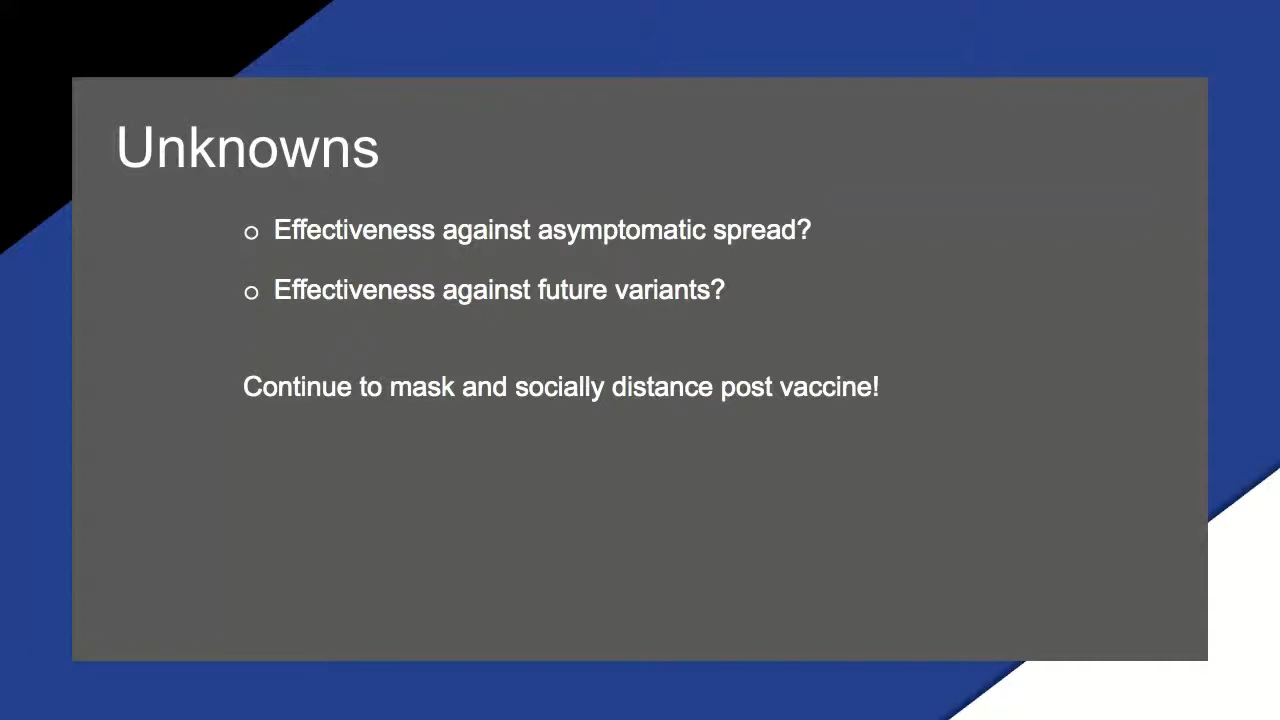 Unknowns
o Effectiveness against asymptomatic spread?
o Effectiveness against future variants?
Continue to mask and socially distance post vaccine!